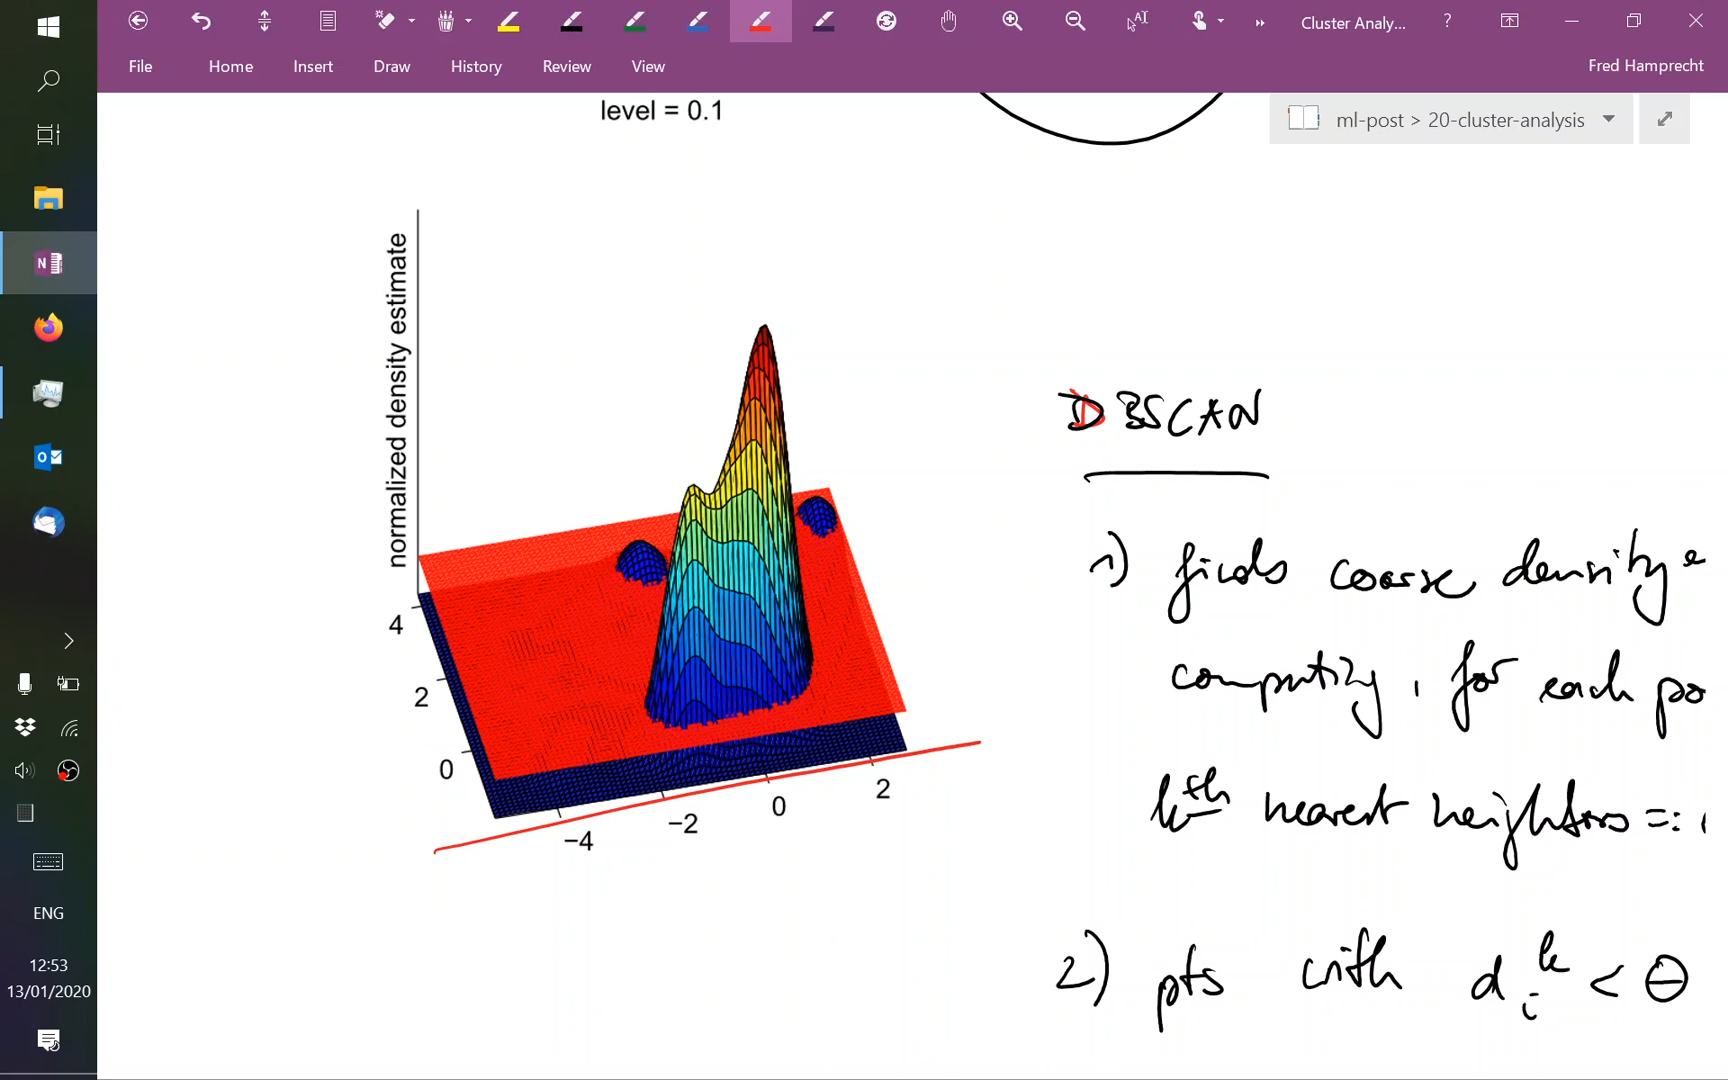 Cluster Analy...
?
File
Home
Insert
Draw
History
Review
View
Fred Hamprecht
ml-post > 20-cluster-analysis
level = 0.1
normalized density estimate
4
2
0
−4
−2
0
2
DBSCAN
1) finds coarse density e
computing, for each po
kth nearest neighbors =:
2) pts with d_i^k < Θ
ENG
12:53
13/01/2020